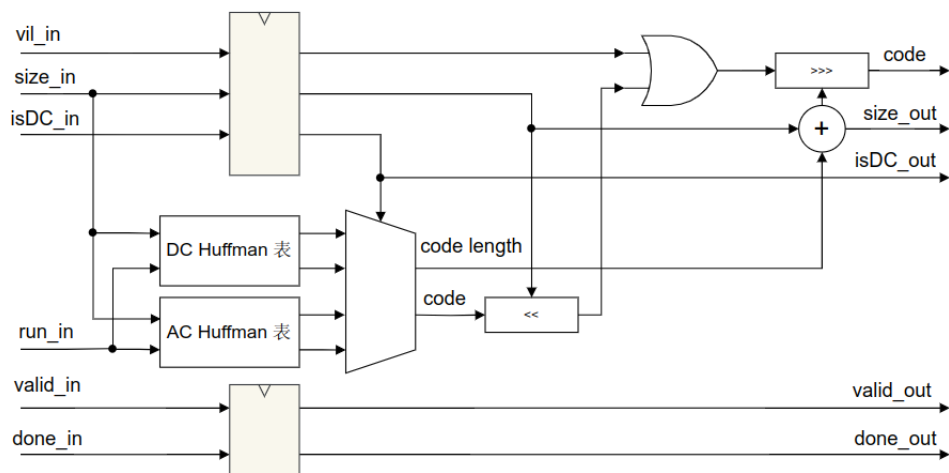 vil_in
size_in
isDC_in
code
>>>
+
size_out
isDC_out
DC Huffman 表
code length
code
<<
AC Huffman 表
run_in
valid_in
valid_out
done_in
done_out